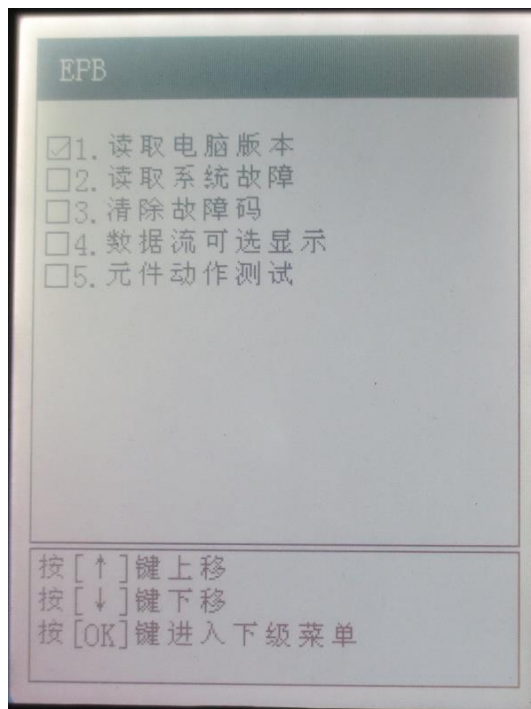 EPB
☑1. 读取电脑版本
☐2. 读取系统故障
☐3. 清除故障码
☐4. 数据流可选显示
☐5. 元件动作测试
按[↑]键上移
按[↓]键下移
按[OK]键进入下级菜单